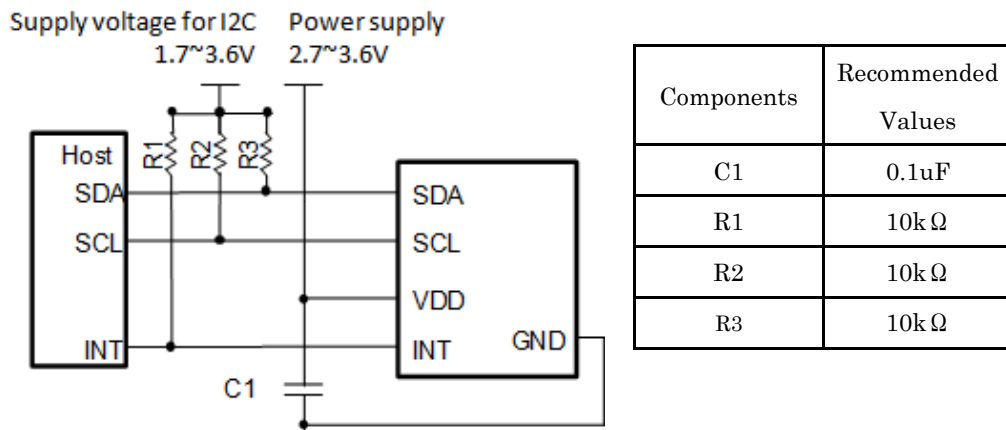 Supply voltage for I2C
1.7~3.6V
Power supply
2.7~3.6V
R1
R2
R3
Host
SDA
SCL
INT
SDA
SCL
VDD
INT
GND
C1
Components
Recommended
Values
C1
0.1uF
R1
10kΩ
R2
10kΩ
R3
10kΩ